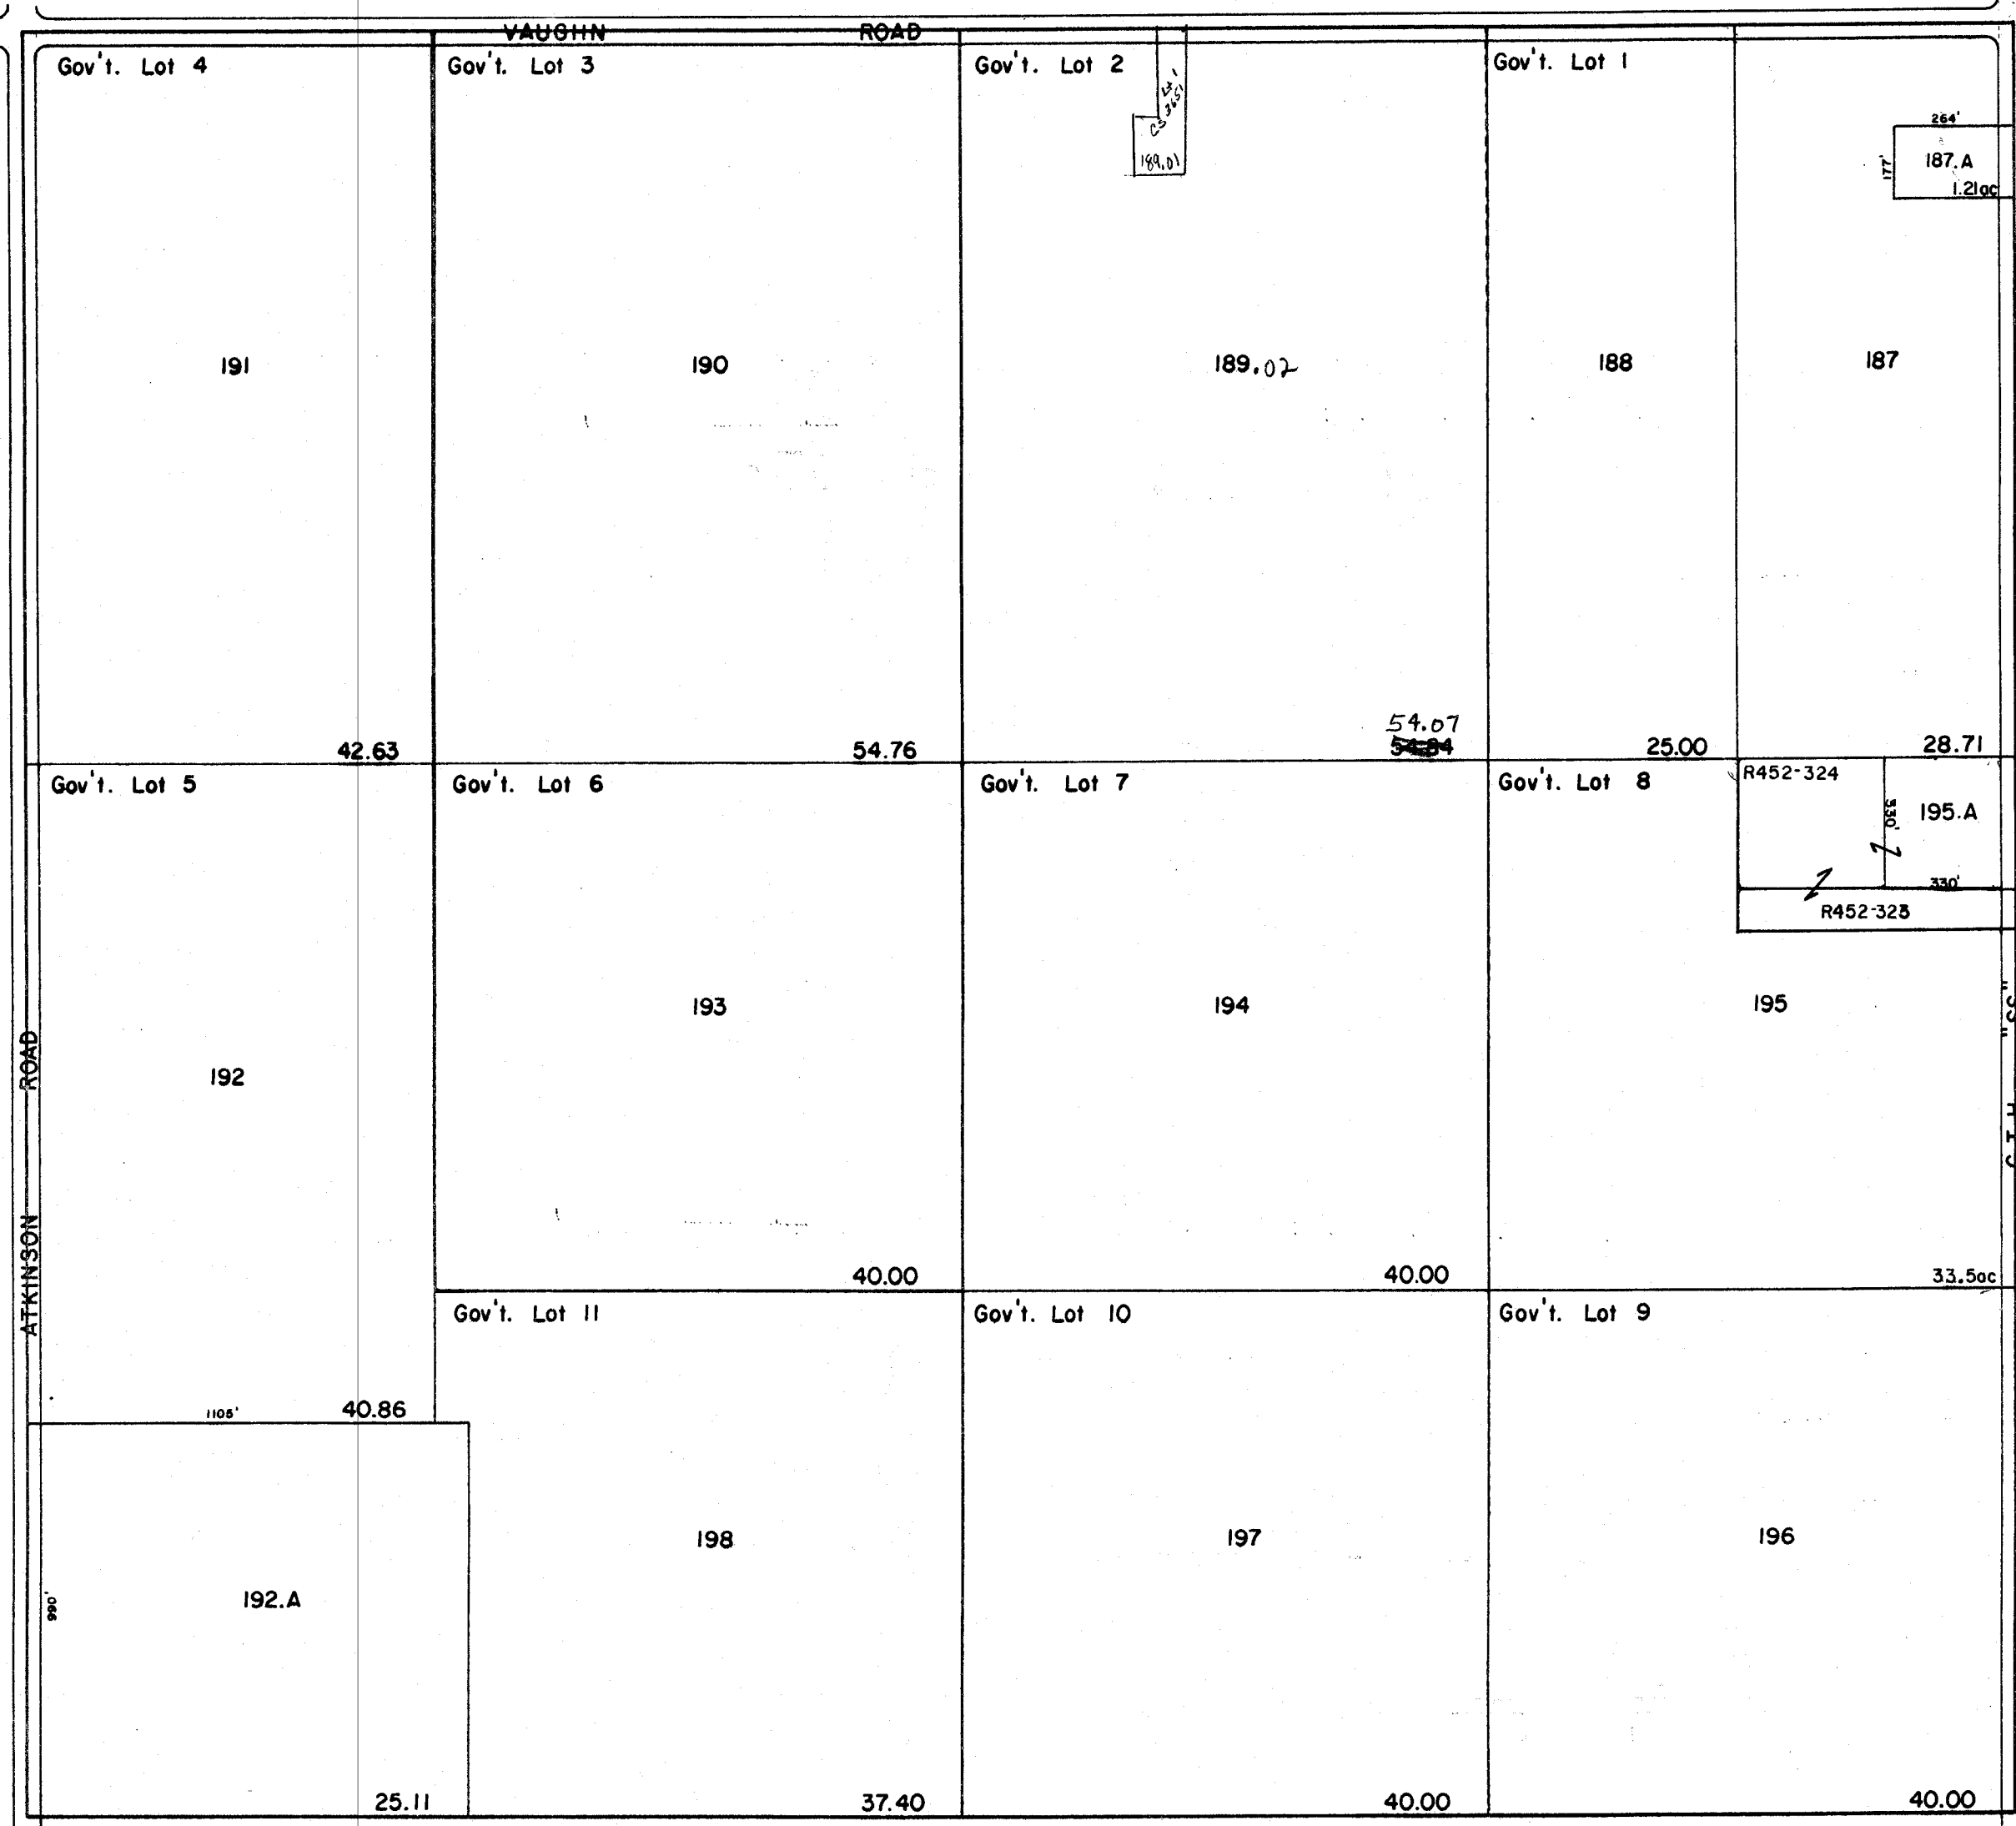 VAUGHN ROAD
Gov't. Lot 4
Gov't. Lot 3
Gov't. Lot 2
Gov't. Lot 1
189.01
264'
177'
187.A
1.21ac
191
190
189.02
188
187
42.63
54.76
54.07
25.00
28.71
Gov't. Lot 5
Gov't. Lot 6
Gov't. Lot 7
Gov't. Lot 8
R452-324
330'
195.A
330'
R452-323
192
193
194
195
ATKINSON ROAD
40.00
40.00
33.5ac
Gov't. Lot 11
Gov't. Lot 10
Gov't. Lot 9
1105'
40.86
990'
192.A
198
197
196
25.11
37.40
40.00
40.00